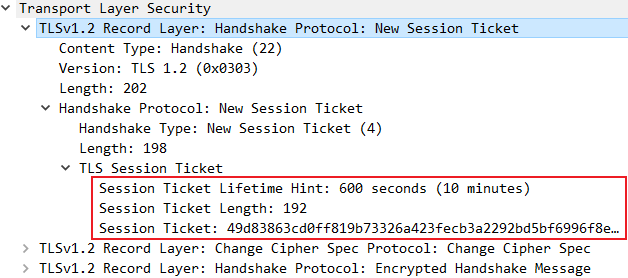 Transport Layer Security
TLSv1.2 Record Layer: Handshake Protocol: New Session Ticket
Content Type: Handshake (22)
Version: TLS 1.2 (0x0303)
Length: 202
Handshake Protocol: New Session Ticket
Handshake Type: New Session Ticket (4)
Length: 198
TLS Session Ticket
Session Ticket Lifetime Hint: 600 seconds (10 minutes)
Session Ticket Length: 192
Session Ticket: 49d83863cd0ff819b73326a423fecb3a2292bd5bf6996f8e…
TLSv1.2 Record Layer: Change Cipher Spec Protocol: Change Cipher Spec
TLSv1.2 Record Layer: Handshake Protocol: Encrypted Handshake Message